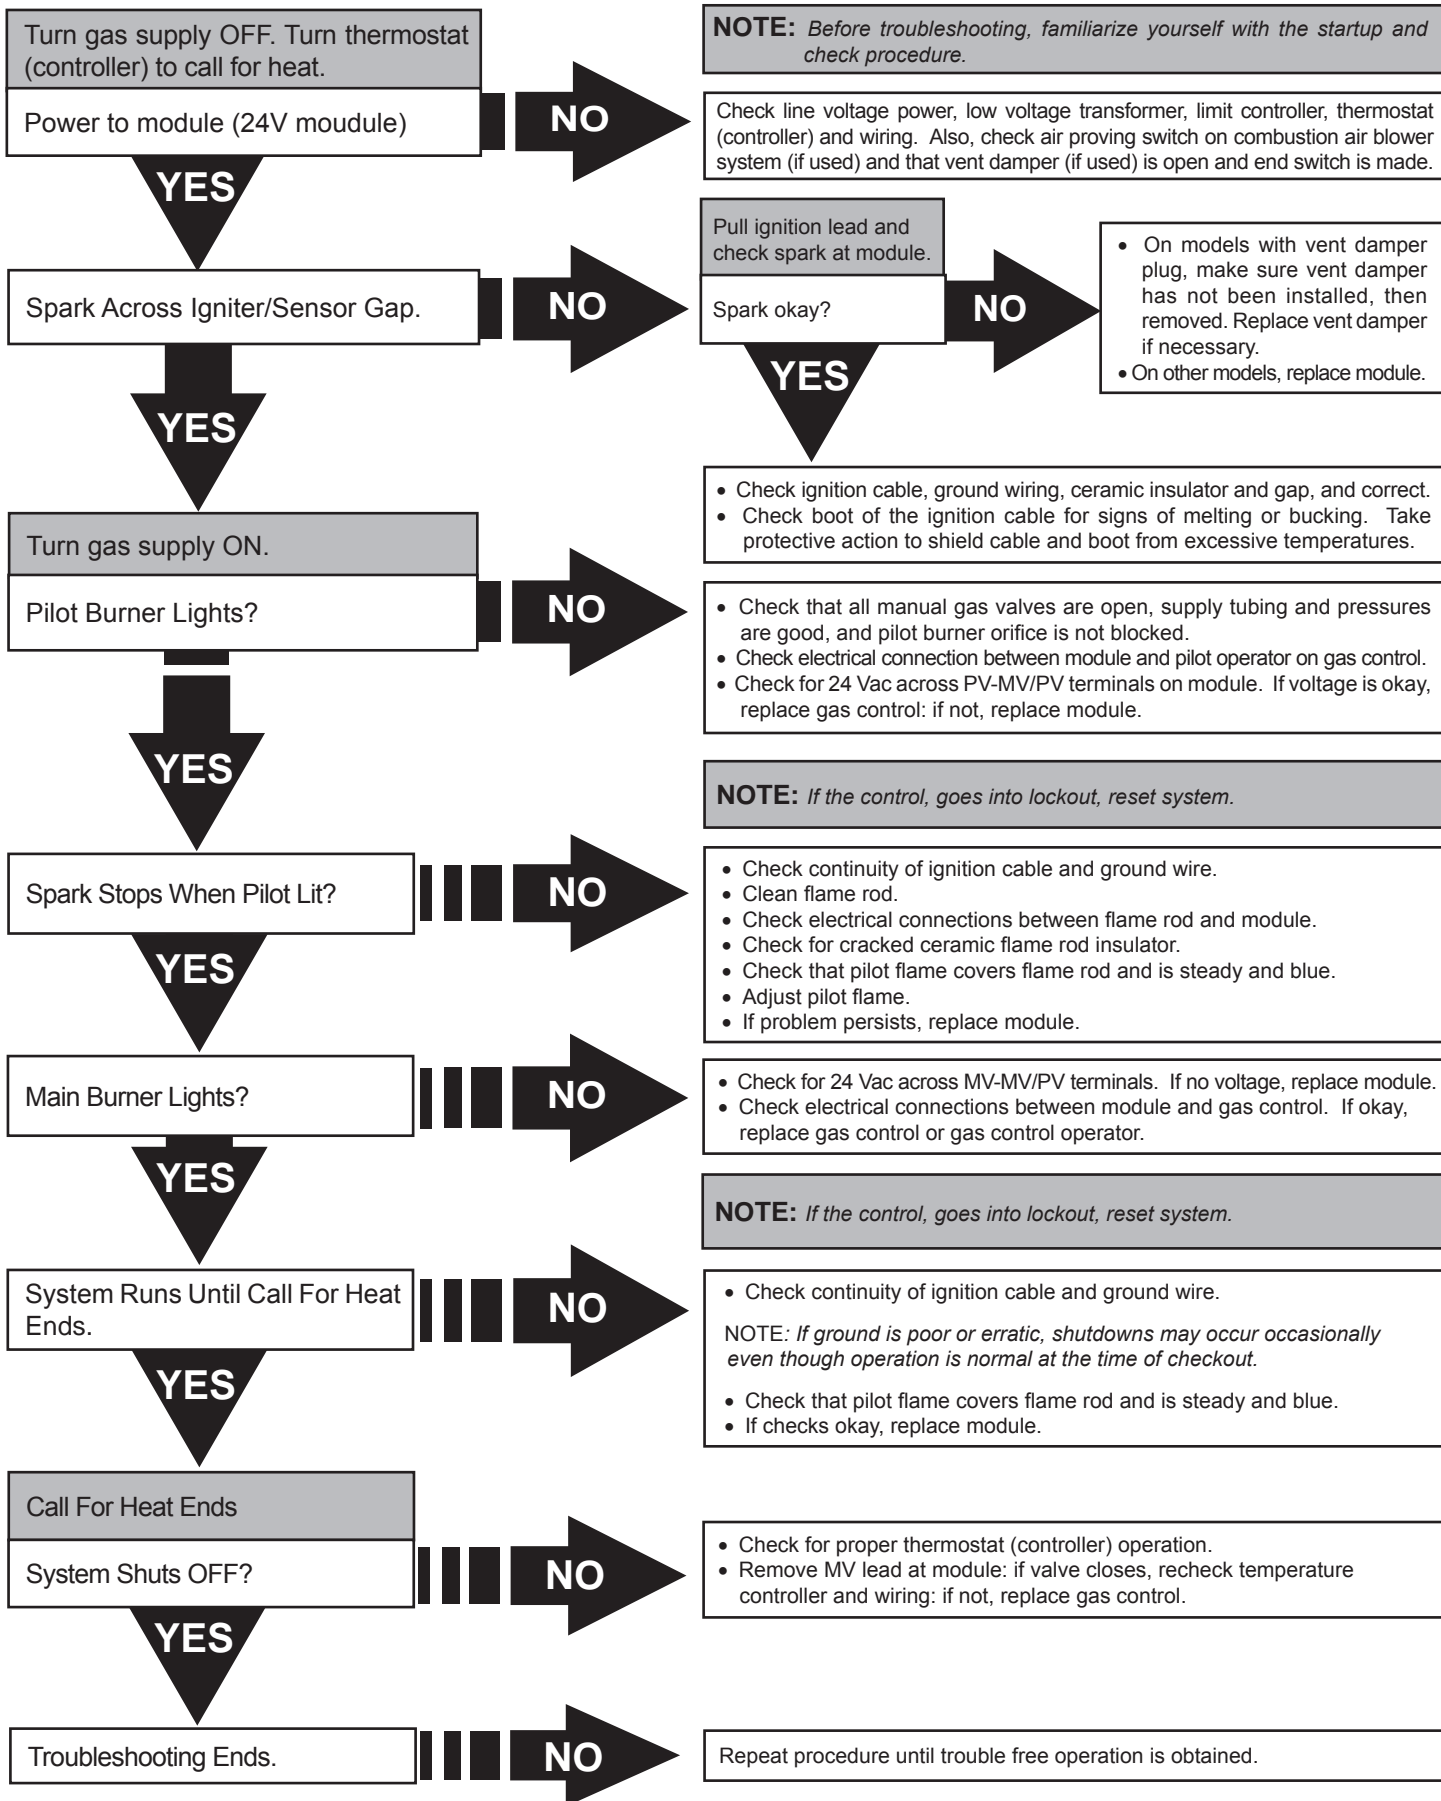 Turn gas supply OFF. Turn thermostat
(controller) to call for heat.
NOTE: Before troubleshooting, familiarize yourself with the startup and
check procedure.
Power to module (24V moudule)
NO
Check line voltage power, low voltage transformer, limit controller, thermostat
(controller) and wiring. Also, check air proving switch on combustion air blower
system (if used) and that vent damper (if used) is open and end switch is made.
YES
Spark Across Igniter/Sensor Gap.
NO
Pull ignition lead and
check spark at module.
Spark okay?
NO
• On models with vent damper
plug, make sure vent damper
has not been installed, then
removed. Replace vent damper
if necessary.
• On other models, replace module.
YES
YES
• Check ignition cable, ground wiring, ceramic insulator and gap, and correct.
• Check boot of the ignition cable for signs of melting or bucking. Take
protective action to shield cable and boot from excessive temperatures.
Turn gas supply ON.
Pilot Burner Lights?
NO
• Check that all manual gas valves are open, supply tubing and pressures
are good, and pilot burner orifice is not blocked.
• Check electrical connection between module and pilot operator on gas control.
• Check for 24 Vac across PV-MV/PV terminals on module. If voltage is okay,
replace gas control: if not, replace module.
YES
NOTE: If the control, goes into lockout, reset system.
Spark Stops When Pilot Lit?
NO
• Check continuity of ignition cable and ground wire.
• Clean flame rod.
• Check electrical connections between flame rod and module.
• Check for cracked ceramic flame rod insulator.
• Check that pilot flame covers flame rod and is steady and blue.
• Adjust pilot flame.
• If problem persists, replace module.
YES
Main Burner Lights?
NO
• Check for 24 Vac across MV-MV/PV terminals. If no voltage, replace module.
• Check electrical connections between module and gas control. If okay,
replace gas control or gas control operator.
YES
NOTE: If the control, goes into lockout, reset system.
System Runs Until Call For Heat
Ends.
NO
• Check continuity of ignition cable and ground wire.
NOTE: If ground is poor or erratic, shutdowns may occur occasionally
even though operation is normal at the time of checkout.
• Check that pilot flame covers flame rod and is steady and blue.
• If checks okay, replace module.
YES
Call For Heat Ends
System Shuts OFF?
NO
• Check for proper thermostat (controller) operation.
• Remove MV lead at module: if valve closes, recheck temperature
controller and wiring: if not, replace gas control.
YES
Troubleshooting Ends.
NO
Repeat procedure until trouble free operation is obtained.